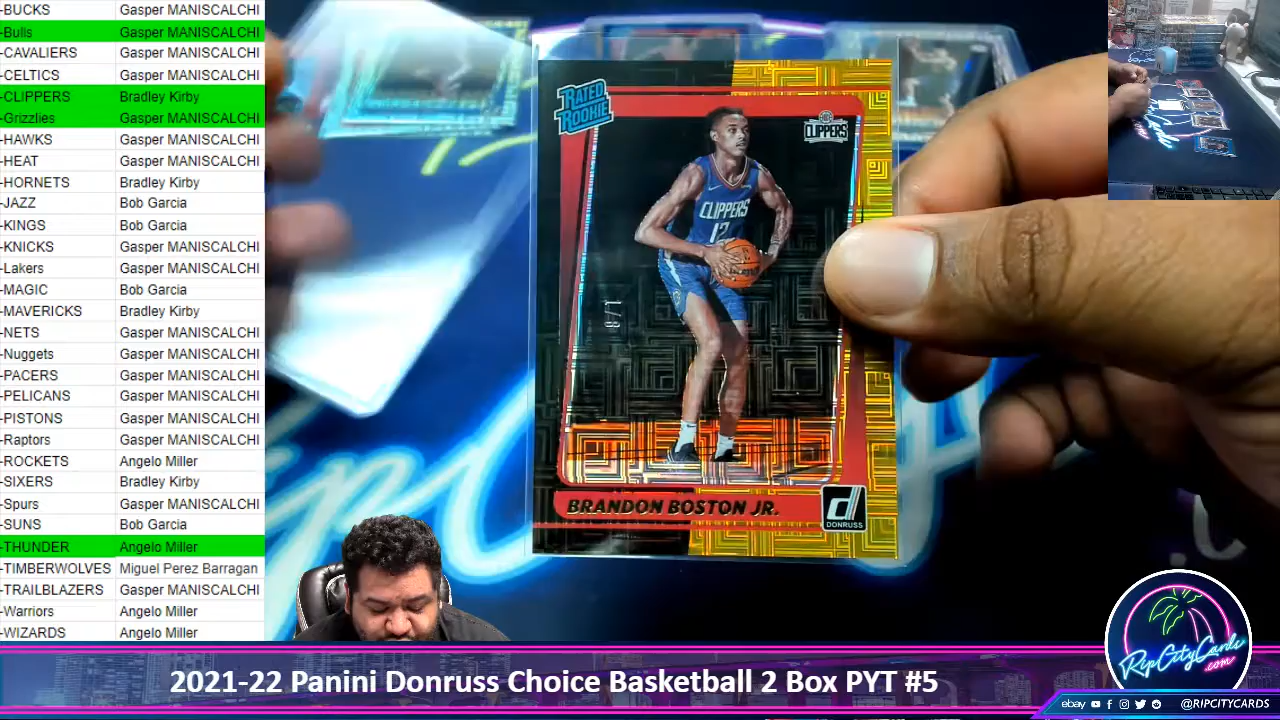 -BUCKS Gasper MANISCALCHI
-Bulls Gasper MANISCALCHI
-CAVALIERS Gasper MANISCALCHI
-CELTICS Gasper MANISCALCHI
-CLIPPERS Bradley Kirby
-Grizzlies Gasper MANISCALCHI
-HAWKS Gasper MANISCALCHI
-HEAT Gasper MANISCALCHI
-HORNETS Bradley Kirby
-JAZZ Bob Garcia
-KINGS Bob Garcia
-KNICKS Gasper MANISCALCHI
-Lakers Gasper MANISCALCHI
-MAGIC Bob Garcia
-MAVERICKS Bradley Kirby
-NETS Gasper MANISCALCHI
-Nuggets Gasper MANISCALCHI
-PACERS Gasper MANISCALCHI
-PELICANS Gasper MANISCALCHI
-PISTONS Gasper MANISCALCHI
-Raptors Gasper MANISCALCHI
-ROCKETS Angelo Miller
-SIXERS Bradley Kirby
-Spurs Gasper MANISCALCHI
-SUNS Bob Garcia
-THUNDER Angelo Miller
-TIMBERWOLVES Miguel Perez Barragan
-TRAILBLAZERS Gasper MANISCALCHI
-Warriors Angelo Miller
-WIZARDS Angelo Miller
RATED
ROOKIE
CLIPPERS
CLIPPERS
12
1/8
BRANDON BOSTON JR.
DONRUSS
2021-22 Panini Donruss Choice Basketball 2 Box PYT #5
RipCityCards
.com
ebay @RIPCITYCARDS